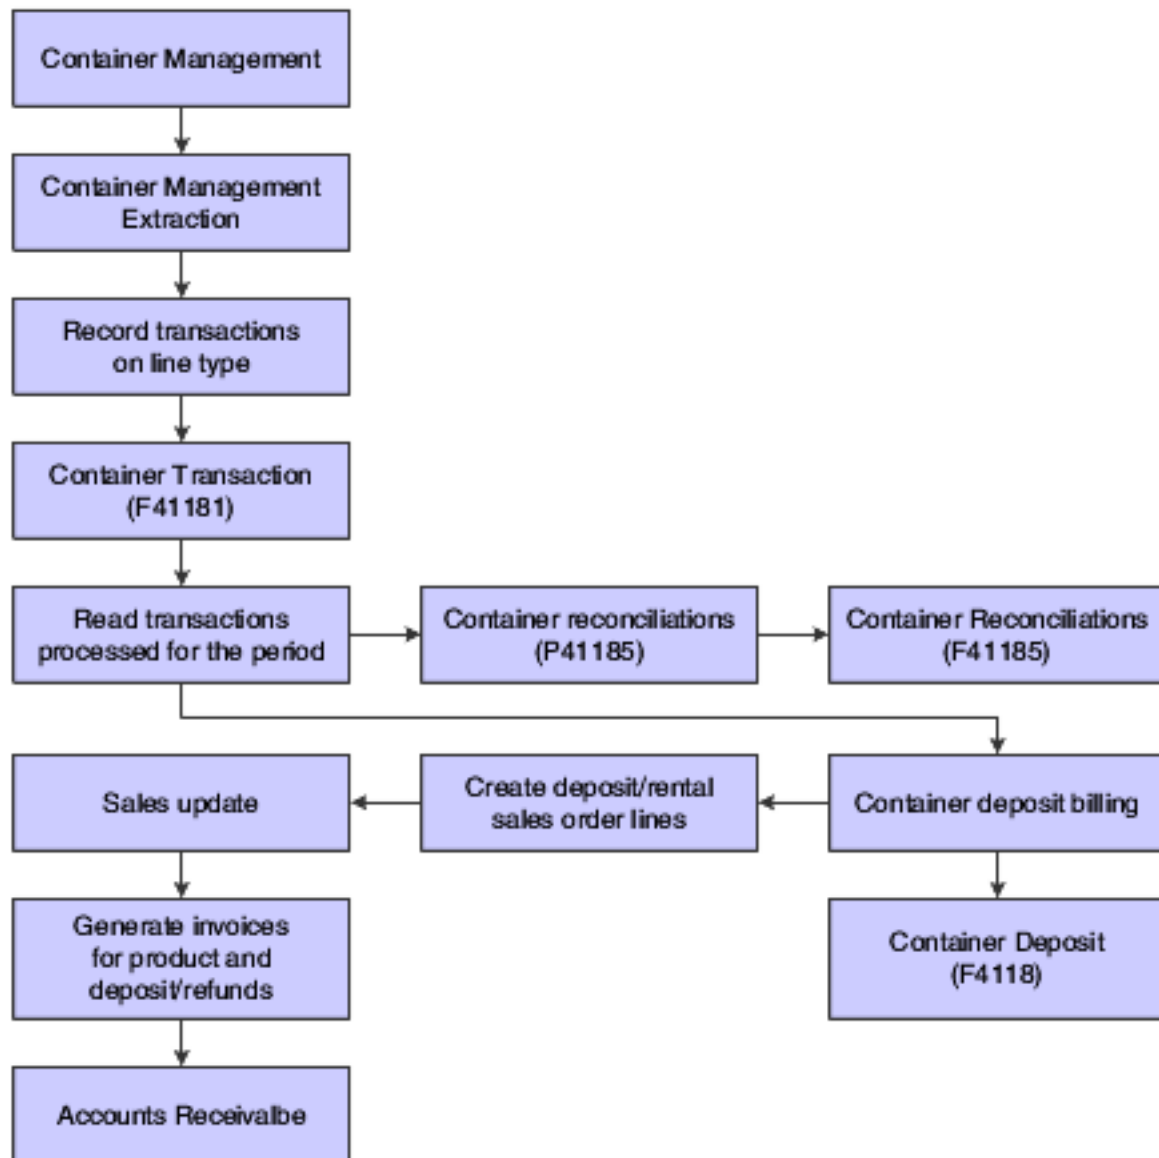 Container Management
Container Management
Extraction
Record transactions
on line type
Container Transaction
(F41181)
Read transactions
processed for the period
Container reconciliations
(P41185)
Container Reconciliations
(F41185)
Sales update
Create deposit/rental
sales order lines
Container deposit billing
Generate invoices
for product and
deposit/refunds
Container Deposit
(F4118)
Accounts Receivalbe